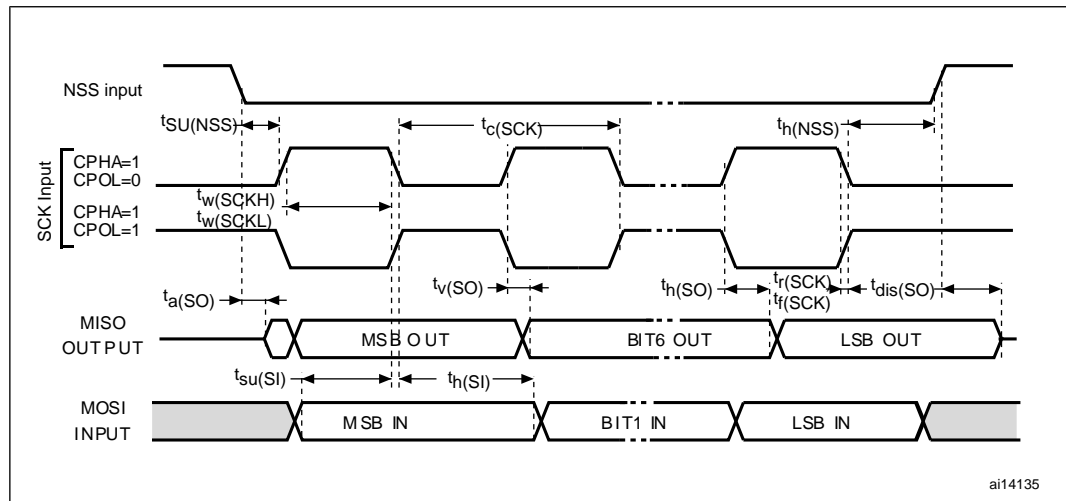 NSS input
tSU(NSS)
tc(SCK)
th(NSS)
SCK Input
CPHA=1
CPOL=0
tw(SCKH)
tw(SCKL)
CPHA=1
CPOL=1
ta(SO)
tv(SO)
th(SO)
tr(SCK)
tf(SCK)
tdis(SO)
MISO
OUTPUT
MSB OUT
BIT6 OUT
LSB OUT
tsu(SI)
th(SI)
MOSI
INPUT
MSB IN
BIT1 IN
LSB IN
ai14135